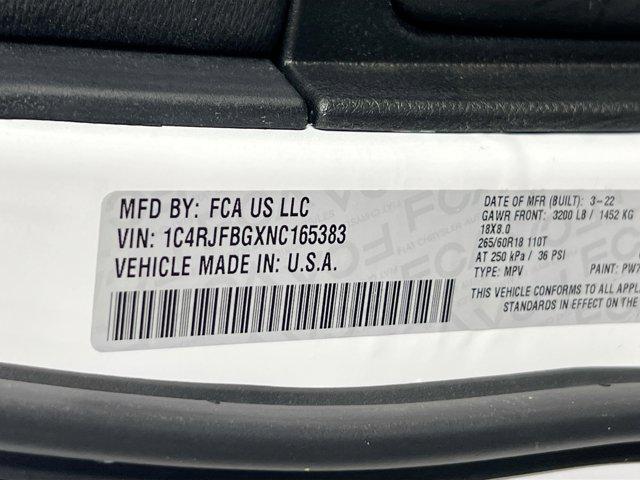 MFD BY: FCA US LLC
VIN: 1C4RJFBGXNC165383
VEHICLE MADE IN: U.S.A.
DATE OF MFR (BUILT): 3-22
GAWR FRONT: 3200 LB / 1452 KG
18X8.0
265/60R18 110T
AT 250 kPa / 36 PSI
TYPE: MPV PAINT: PW7
THIS VEHICLE CONFORMS TO ALL APPL
STANDARDS IN EFFECT ON THE